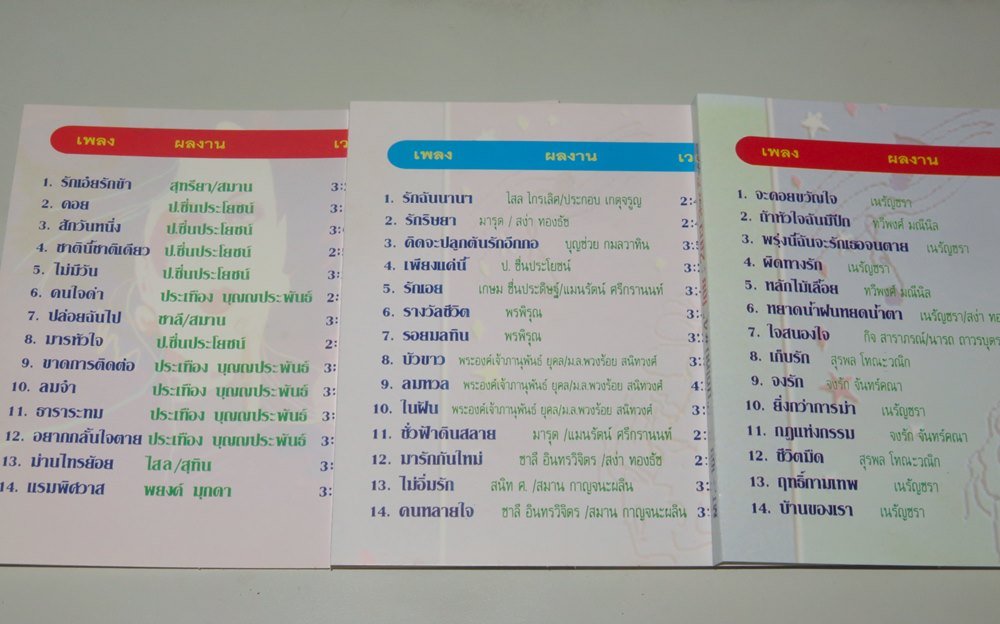 เพลง ผลงาน
1. รักเอ๋ยรักข้า สุทรียา/สมาน
2. คอย ป.ชื่นประโยชน์
3. สักวันหนึ่ง ป.ชื่นประโยชน์
4. ชาตินี้ชาติเดียว ป.ชื่นประโยชน์
5. ไม่มีวัน ป.ชื่นประโยชน์
6. คนใจดำ ประเทือง บุญญประพันธ์
7. ปล่อยฉันไป ชาลี/สมาน
8. มารหัวใจ ป.ชื่นประโยชน์
9. ขาดการติดต่อ ประเทือง บุญญประพันธ์
10. ลมจ๋า ประเทือง บุญญประพันธ์
11. ธาราระทม ประเทือง บุญญประพันธ์
12. อยากกลั้นใจตาย ประเทือง บุญญประพันธ์
13. ม่านไทรย้อย ไสล/สุทิน
14. แรมพิศวาส พยงค์ มุกดา
เพลง ผลงาน
1. รักฉันนานา ไสล ไกรเลิศ/ประกอบ เกตุจรูญ
2. รักริษยา มารุต / สง่า ทองธัช
3. คิดจะปลูกต้นรักอีกกอ บุญช่วย กมลวาทิน
4. เพียงแค่นี้ ป. ชื่นประโยชน์
5. รักเอย เกษม ชื่นประดิษฐ์/แมนรัตน์ ศรีกรานนท์
6. รางวัลชีวิต พรพิรุณ
7. รอยมลทิน พรพิรุณ
8. บัวขาว พระองค์เจ้าภานุพันธ์ ยุคล/ม.ล.พวงร้อย สนิทวงศ์
9. ลมหวล พระองค์เจ้าภานุพันธ์ ยุคล/ม.ล.พวงร้อย สนิทวงศ์
10. ในฝัน พระองค์เจ้าภานุพันธ์ ยุคล/ม.ล.พวงร้อย สนิทวงศ์
11. ชั่วฟ้าดินสลาย มารุต /แมนรัตน์ ศรีกรานนท์
12. มารักกันใหม่ ชาลี อินทรวิจิตร /สง่า ทองธัช
13. ไม่อิ่มรัก สนิท ศ. /สมาน กาญจนะผลิน
14. คนหลายใจ ชาลี อินทรวิจิตร /สมาน กาญจนะผลิน
เพลง ผลงาน
1. จะคอยขวัญใจ เนรัญชรา
2. ถ้าหัวใจฉันมีปีก ทวีพงศ์ มณีนิล
3. พรุ่งนี้ฉันจะรักเธอจนตาย เนรัญชรา
4. ผิดทางรัก เนรัญชรา
5. หลักไม้เลื้อย ทวีพงศ์ มณีนิล
6. หยาดน้ำฝนหยดน้ำตา เนรัญชรา/สง่า
7. ใจสนองใจ กิจ สาราภรณ์/นารถ ถาวรบุตร
8. เก็บรัก สุรพล โทณะวณิก
9. จงรัก จงรัก จันทร์คณา
10. ยิ่งกว่าการฆ่า เนรัญชรา
11. กฎแห่งกรรม จงรัก จันทร์คณา
12. ชีวิตมืด สุรพล โทณะวณิก
13. ฤทธิ์กามเทพ เนรัญชรา
14. บ้านของเรา เนรัญชรา